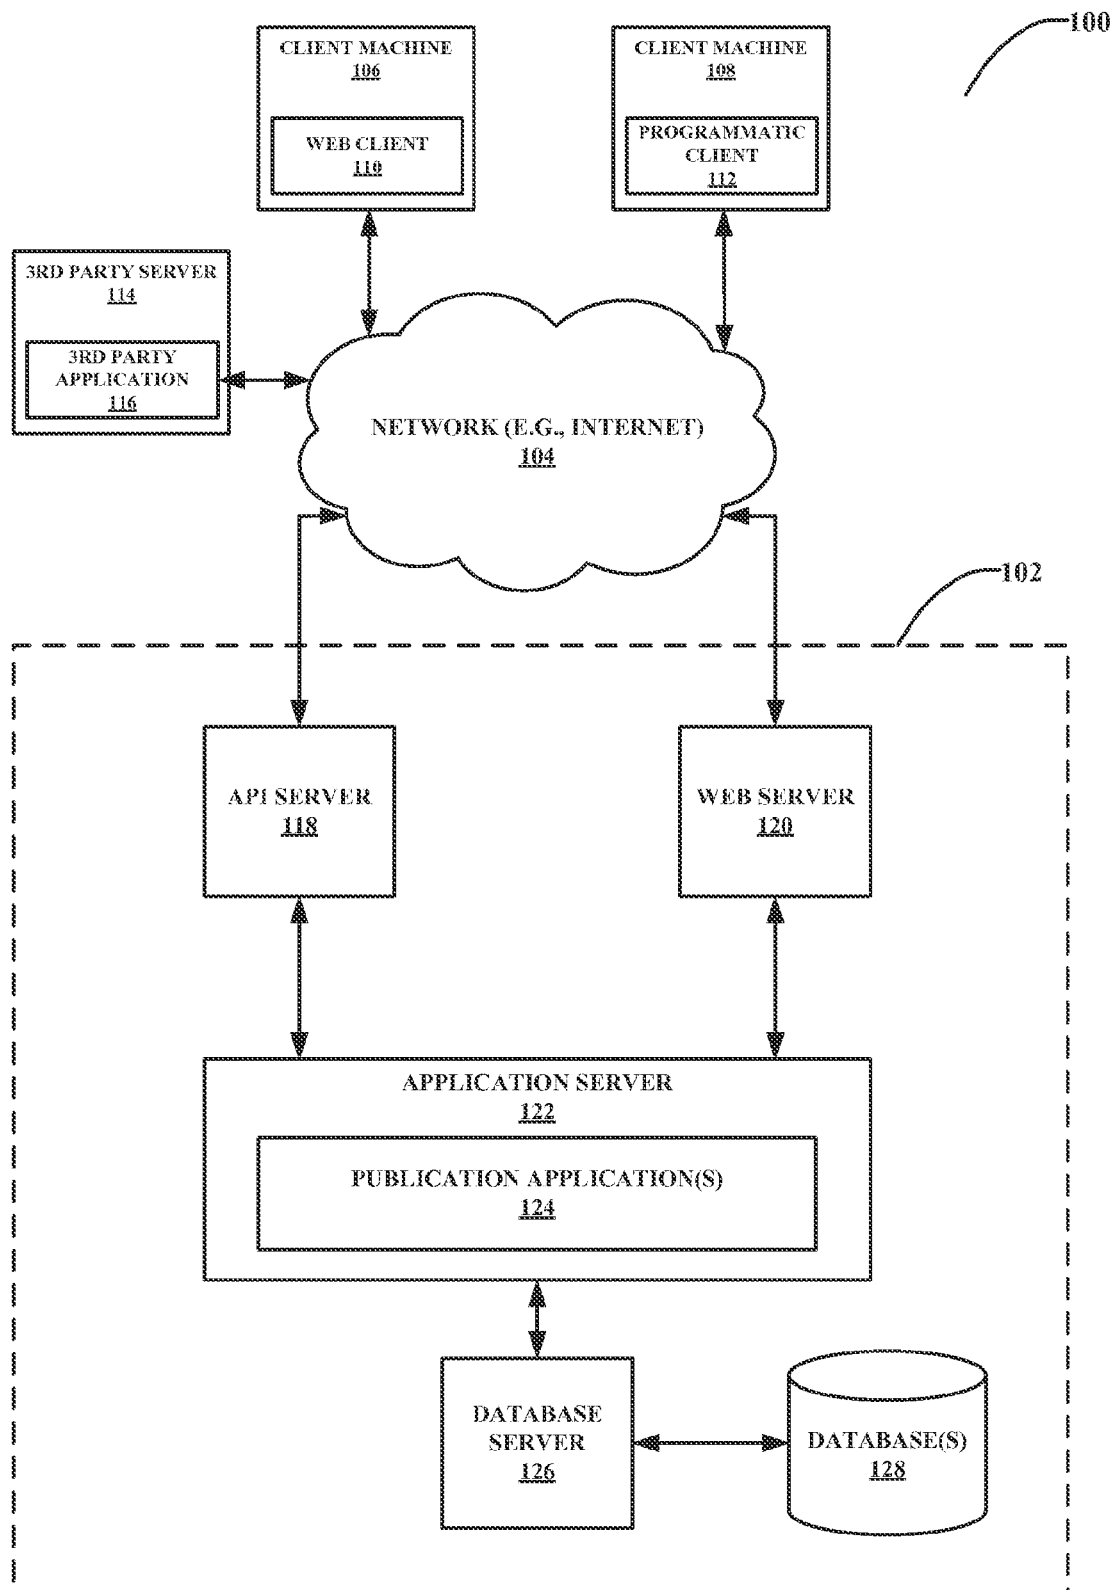 100
CLIENT MACHINE
106
WEB CLIENT
110
CLIENT MACHINE
108
PROGRAMMATIC
CLIENT
112
3RD PARTY SERVER
114
3RD PARTY
APPLICATION
116
NETWORK (E.G., INTERNET)
104
102
API SERVER
118
WEB SERVER
120
APPLICATION SERVER
122
PUBLICATION APPLICATION(S)
124
DATABASE
SERVER
126
DATABASE(S)
128